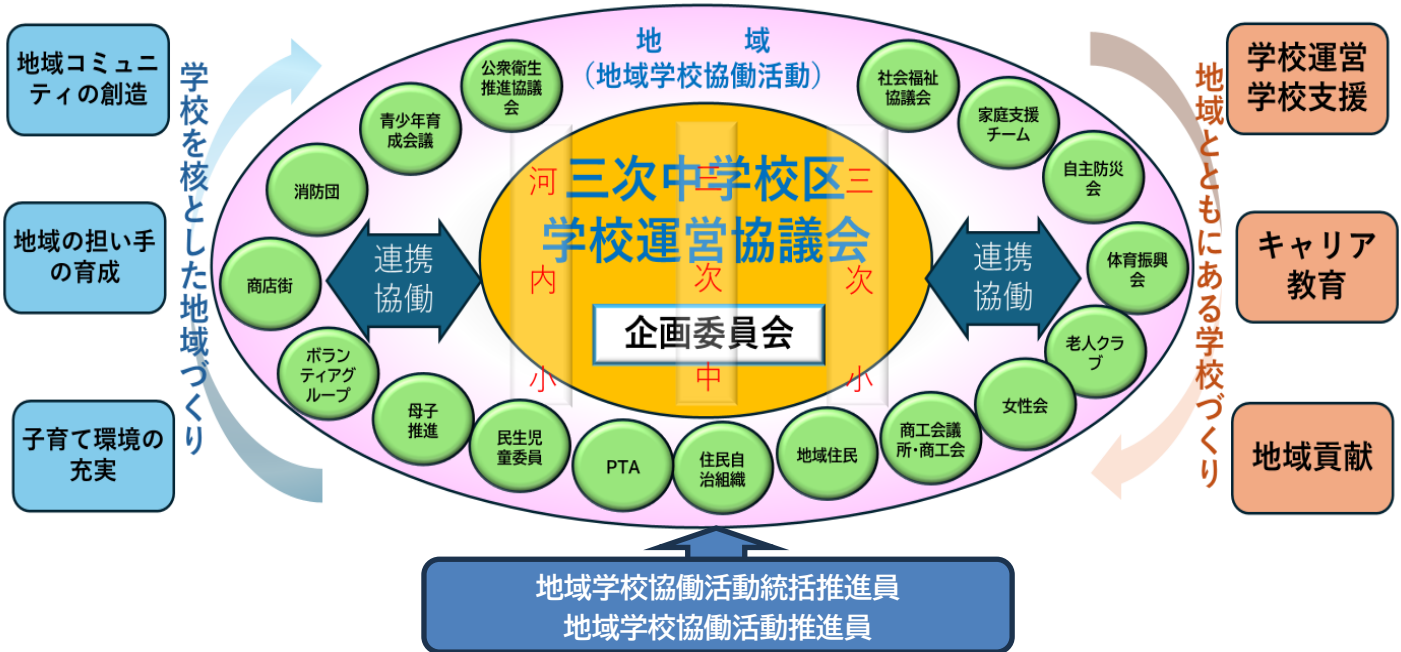 地域コミュニ
ティの創造
地域の担い手
の育成
子育て環境の
充実
学校を核とした地域づくり
地　　域
（地域学校協働活動）
公衆衛生
推進協議
会
青少年育
成会議
消防団
商店街
ボラン
ティアグ
ループ
母子
推進
民生児
童委員
PTA
住民自
治組織
地域住民
商工会議
所・商工会
女性会
老人クラ
ブ
体育振興
会
自主防災
会
家庭支援
チーム
社会福祉
協議会
連携
協働
三次中学校区
学校運営協議会
企画委員会
河内小
三次中
三次小
連携
協働
地域とともにある学校づくり
学校運営
学校支援
キャリア
教育
地域貢献
地域学校協働活動統括推進員
地域学校協働活動推進員